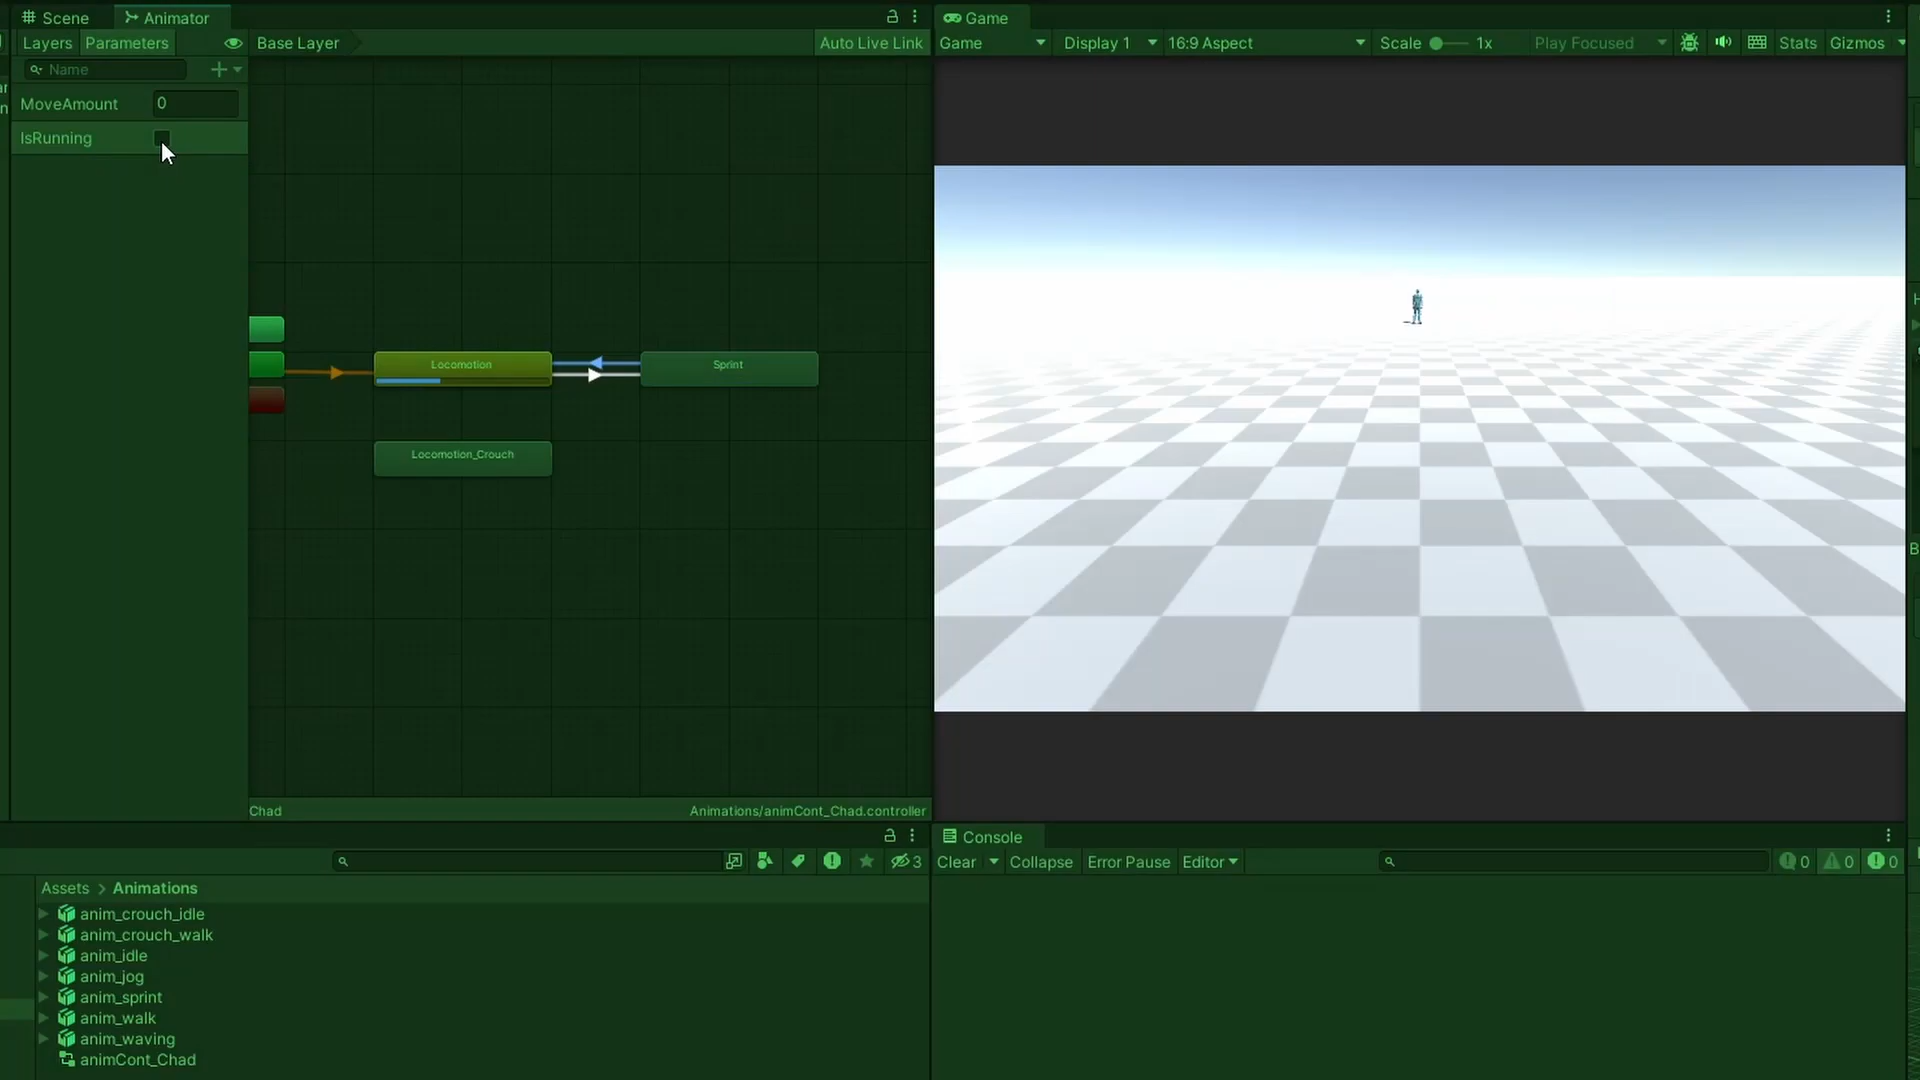 Scene
Animator
Layers
Parameters
Base Layer
Auto Live Link
Name
MoveAmount
0
IsRunning
Locomotion
Sprint
Locomotion_Crouch
Chad
Animations/animCont_Chad.controller
Game
Game
Display 1
16:9 Aspect
Scale
1x
Play Focused
Stats
Gizmos
3
Assets > Animations
anim_crouch_idle
anim_crouch_walk
anim_idle
anim_jog
anim_sprint
anim_walk
anim_waving
animCont_Chad
Console
Clear
Collapse
Error Pause
Editor
0
0
0